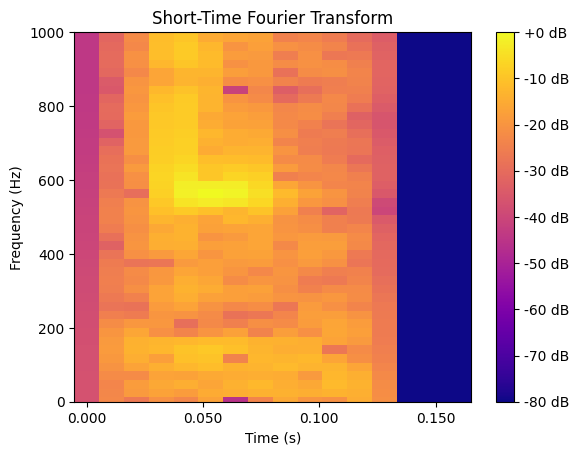 Short-Time Fourier Transform
Frequency (Hz)
1000
800
600
400
200
0
0.000
0.050
0.100
0.150
Time (s)
+0 dB
-10 dB
-20 dB
-30 dB
-40 dB
-50 dB
-60 dB
-70 dB
-80 dB